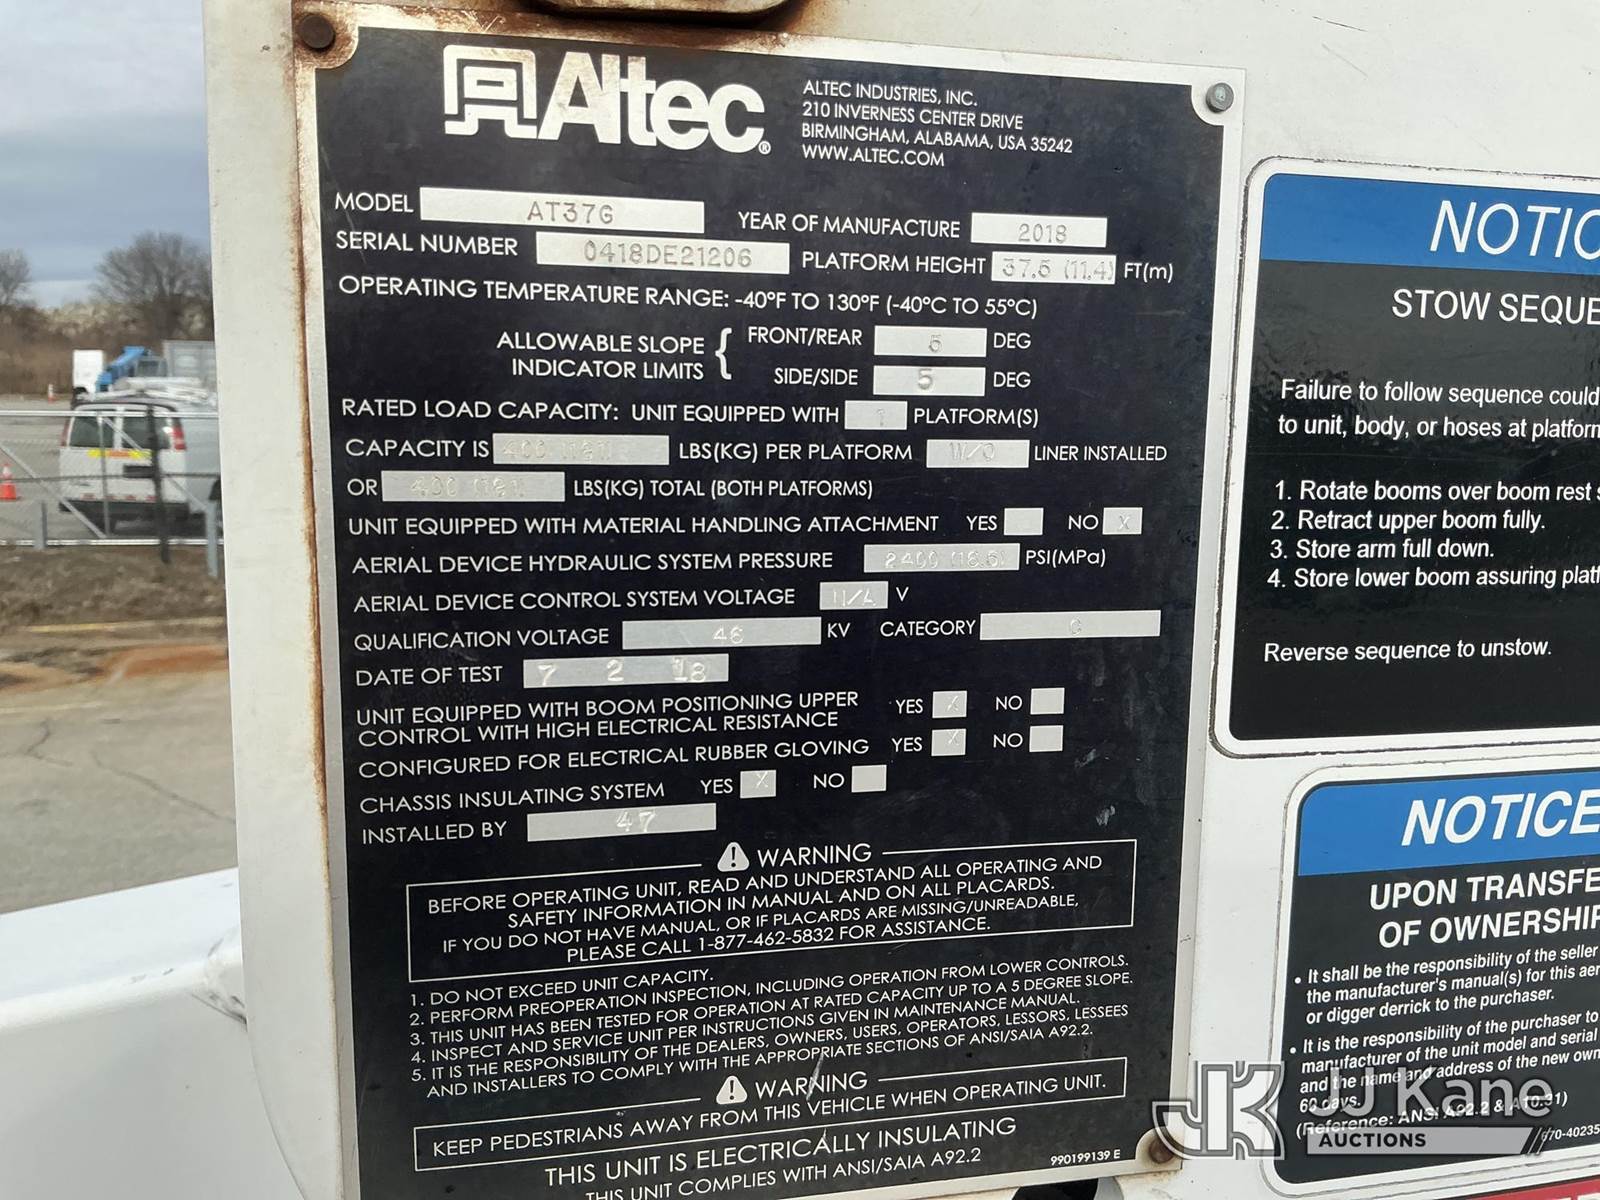 Altec®
ALTEC INDUSTRIES, INC.
210 INVERNESS CENTER DRIVE
BIRMINGHAM, ALABAMA, USA 35242
WWW.ALTEC.COM
MODEL AT37G YEAR OF MANUFACTURE 2018
SERIAL NUMBER 0418DE21206 PLATFORM HEIGHT 37.5 (11.4) FT(m)
OPERATING TEMPERATURE RANGE: -40°F TO 130°F (-40°C TO 55°C)
ALLOWABLE SLOPE INDICATOR LIMITS { FRONT/REAR 5 DEG
SIDE/SIDE 5 DEG
RATED LOAD CAPACITY: UNIT EQUIPPED WITH 1 PLATFORM(S)
CAPACITY IS 400 (181) LBS(KG) PER PLATFORM W/O LINER INSTALLED
OR 400 (181) LBS(KG) TOTAL (BOTH PLATFORMS)
UNIT EQUIPPED WITH MATERIAL HANDLING ATTACHMENT YES NO X
AERIAL DEVICE HYDRAULIC SYSTEM PRESSURE 2400 (16.5) PSI(MPa)
AERIAL DEVICE CONTROL SYSTEM VOLTAGE N/A V
QUALIFICATION VOLTAGE 46 KV CATEGORY C
DATE OF TEST 7 2 18
UNIT EQUIPPED WITH BOOM POSITIONING UPPER
CONTROL WITH HIGH ELECTRICAL RESISTANCE YES X NO
CONFIGURED FOR ELECTRICAL RUBBER GLOVING YES X NO
CHASSIS INSULATING SYSTEM YES X NO
INSTALLED BY 47
WARNING
BEFORE OPERATING UNIT, READ AND UNDERSTAND ALL OPERATING AND
SAFETY INFORMATION IN MANUAL AND ON ALL PLACARDS.
IF YOU DO NOT HAVE MANUAL, OR IF PLACARDS ARE MISSING/UNREADABLE,
PLEASE CALL 1-877-462-5832 FOR ASSISTANCE.
1. DO NOT EXCEED UNIT CAPACITY.
2. PERFORM PREOPERATION INSPECTION, INCLUDING OPERATION FROM LOWER CONTROLS.
3. THIS UNIT HAS BEEN TESTED FOR OPERATION AT RATED CAPACITY UP TO A 5 DEGREE SLOPE.
4. INSPECT AND SERVICE UNIT PER INSTRUCTIONS GIVEN IN MAINTENANCE MANUAL.
5. IT IS THE RESPONSIBILITY OF THE DEALERS, OWNERS, USERS, OPERATORS, LESSORS, LESSEES
AND INSTALLERS TO COMPLY WITH THE APPROPRIATE SECTIONS OF ANSI/SAIA A92.2.
WARNING
KEEP PEDESTRIANS AWAY FROM THIS VEHICLE WHEN OPERATING UNIT.
THIS UNIT IS ELECTRICALLY INSULATING
THIS UNIT COMPLIES WITH ANSI/SAIA A92.2
990199139 E
NOTIC
STOW SEQUE
Failure to follow sequence could
to unit, body, or hoses at platform
1. Rotate booms over boom rest s
2. Retract upper boom fully.
3. Store arm full down.
4. Store lower boom assuring platf
Reverse sequence to unstow.
NOTICE
UPON TRANSFE
OF OWNERSHIP
• It shall be the responsibility of the seller
the manufacturer's manual(s) for this aer
or digger derrick to the purchaser.
• It is the responsibility of the purchaser to
manufacturer of the unit model and serial
and the name and address of the new own
60 days.
(Reference: ANSI A92.2 & A10.31)
970-40235
JJ Kane
AUCTIONS